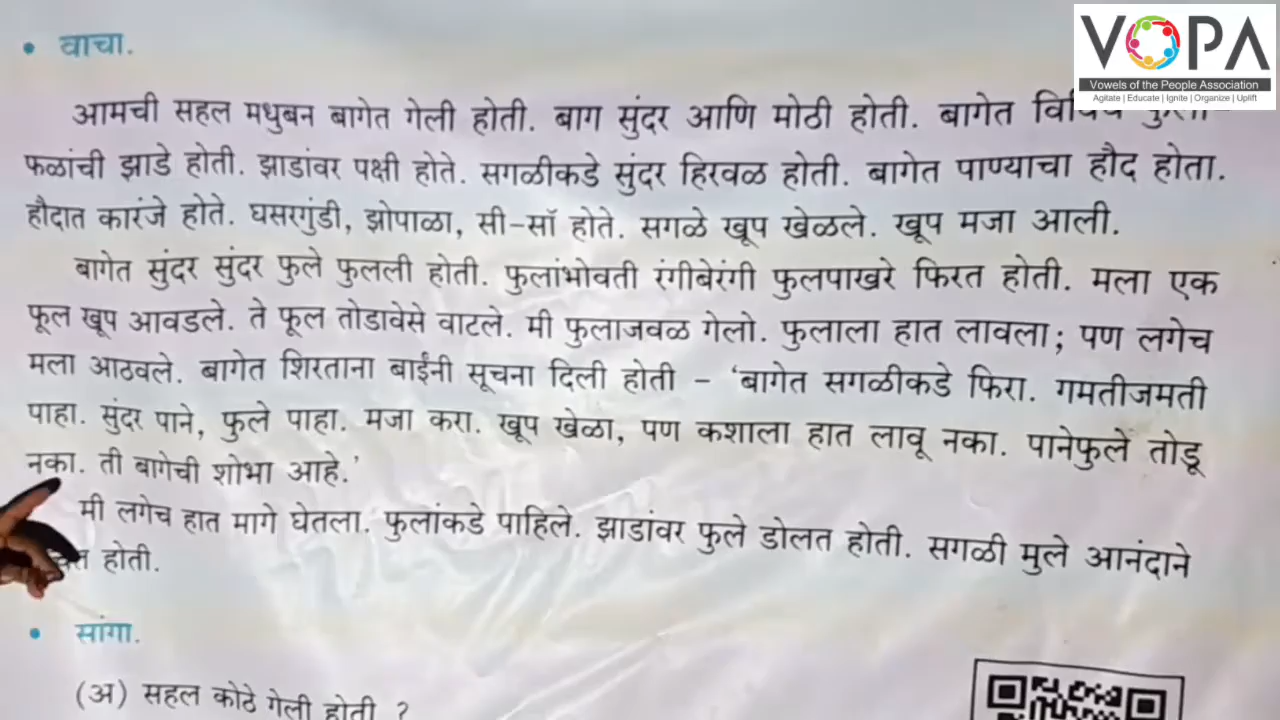 • वाचा.
VOPA
Vowels of the People Association
Agitate | Educate | Ignite | Organize | Uplift
आमची सहल मधुबन बागेत गेली होती. बाग सुंदर आणि मोठी होती. बागेत
फळांची झाडे होती. झाडांवर पक्षी होते. सगळीकडे सुंदर हिरवळ होती. बागेत पाण्याचा हौद होता.
हौदात कारंजे होते. घसरगुंडी, झोपाळा, सी-सॉ होते. सगळे खूप खेळले. खूप मजा आली.
बागेत सुंदर सुंदर फुले फुलली होती. फुलांभोवती रंगीबेरंगी फुलपाखरे फिरत होती. मला एक
फूल खूप आवडले. ते फूल तोडावेसे वाटले. मी फुलाजवळ गेलो. फुलाला हात लावला; पण लगेच
मला आठवले. बागेत शिरताना बाईंनी सूचना दिली होती - 'बागेत सगळीकडे फिरा. गमतीजमती
पाहा. सुंदर पाने, फुले पाहा. मजा करा. खूप खेळा, पण कशाला हात लावू नका. पानेफुले तोडू
नका. ती बागेची शोभा आहे.'
मी लगेच हात मागे घेतला. फुलांकडे पाहिले. झाडांवर फुले डोलत होती. सगळी मुले आनंदाने
होती.
• सांगा.
(अ) सहल कोठे गेली होती ?